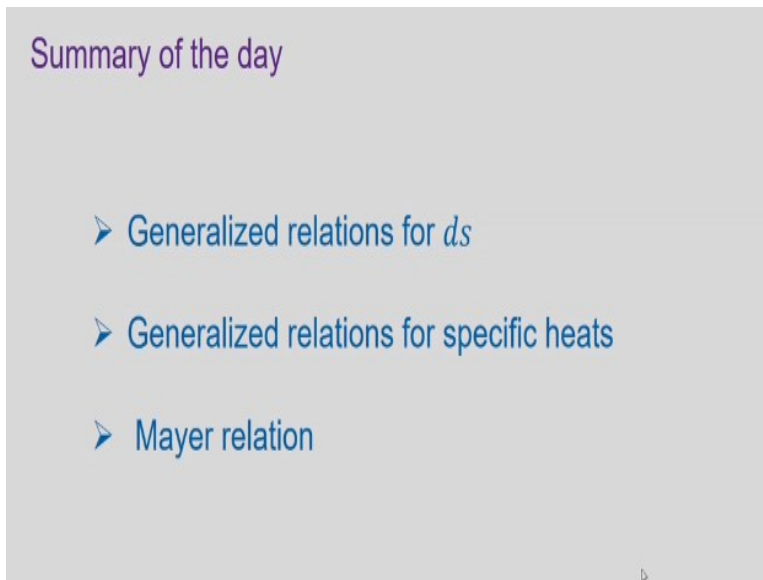 Summary of the day
➢ Generalized relations for ds
➢ Generalized relations for specific heats
➢ Mayer relation